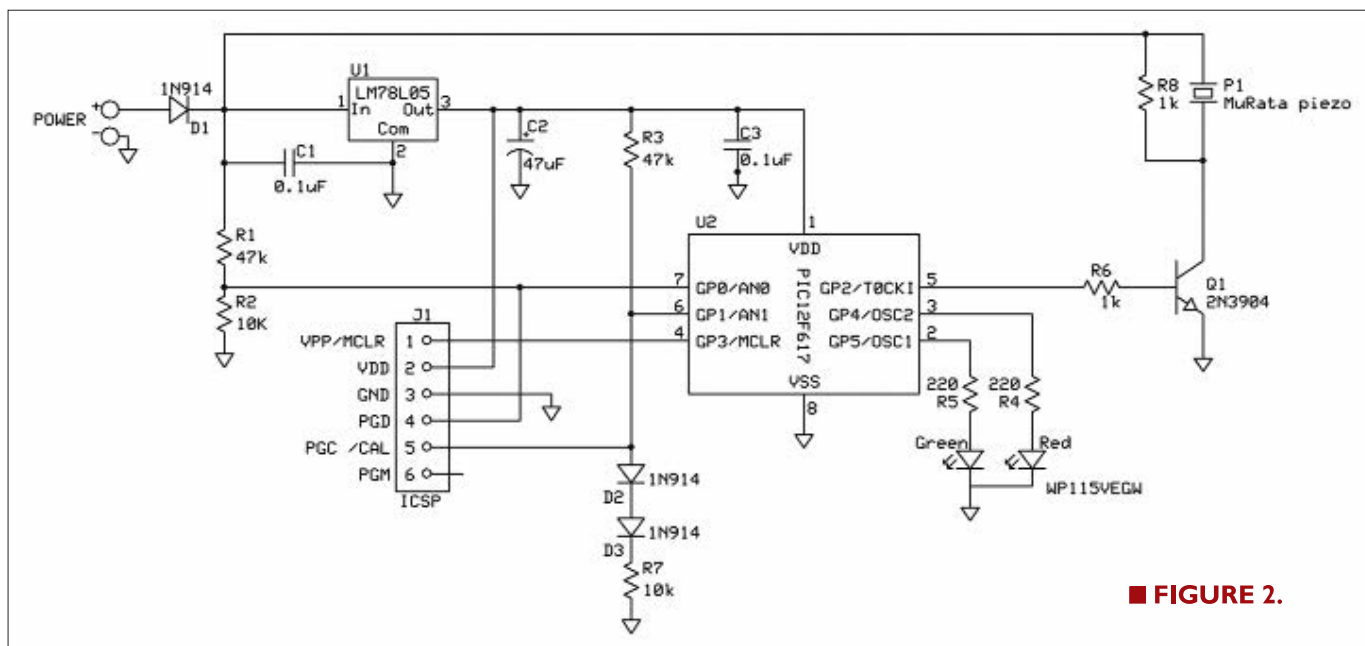 POWER
+
-
1N914
D1
U1
LM78L05
1
In
Out
3
Com
2
C1
0.1uF
C2
+
47uF
R3
47k
C3
0.1uF
R8
1k
P1
MuRata piezo
R1
47k
R2
10K
U2
1
VDD
PIC12F617
7
GP0/AN0
6
GP1/AN1
4
GP3/MCLR
GP2/T0CKI
5
GP4/OSC2
3
GP5/OSC1
2
VSS
8
R6
1k
Q1
2N3904
J1
VPP/MCLR 1
VDD 2
GND 3
PGD 4
PGC /CAL 5
PGM 6
ICSP
220
R5
220
R4
Green
Red
WP115VEGW
1N914
D2
1N914
D3
R7
10k
FIGURE 2.